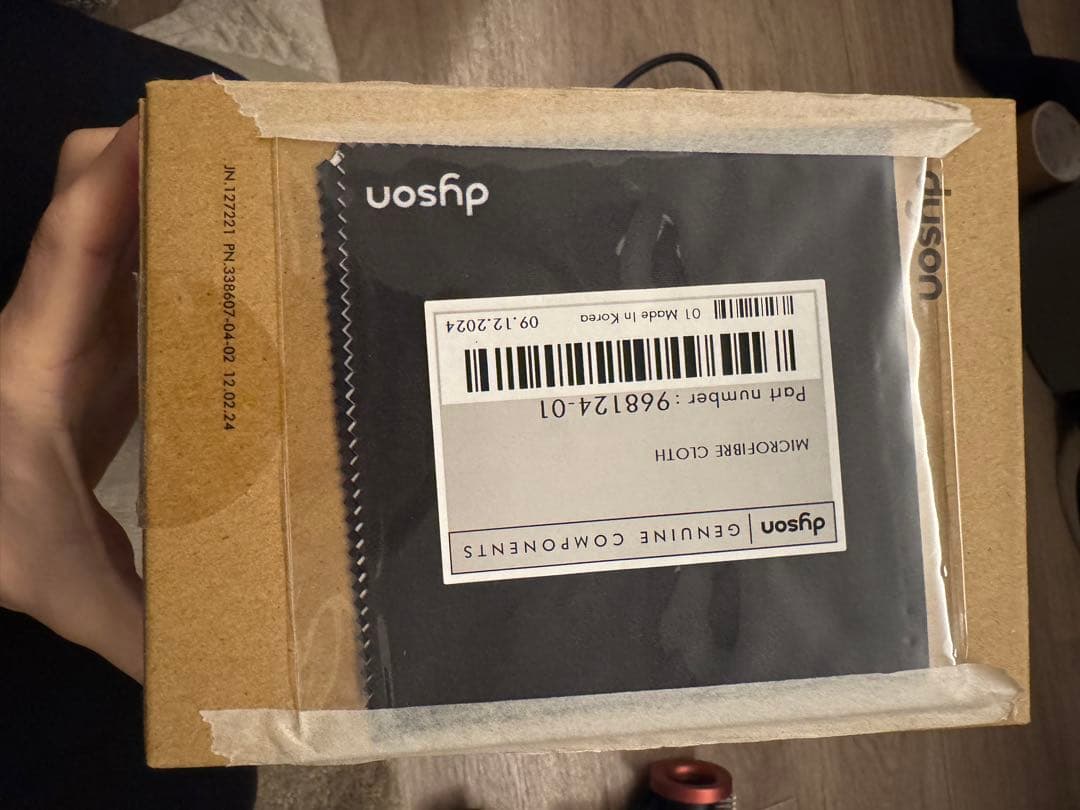 dyson
dyson | GENUINE COMPONENTS
MICROFIBRE CLOTH
Part number : 968124-01
01 Made In Korea 09.12.2024
dyson
JN.127221 PN.338607-04-02 12.02.24